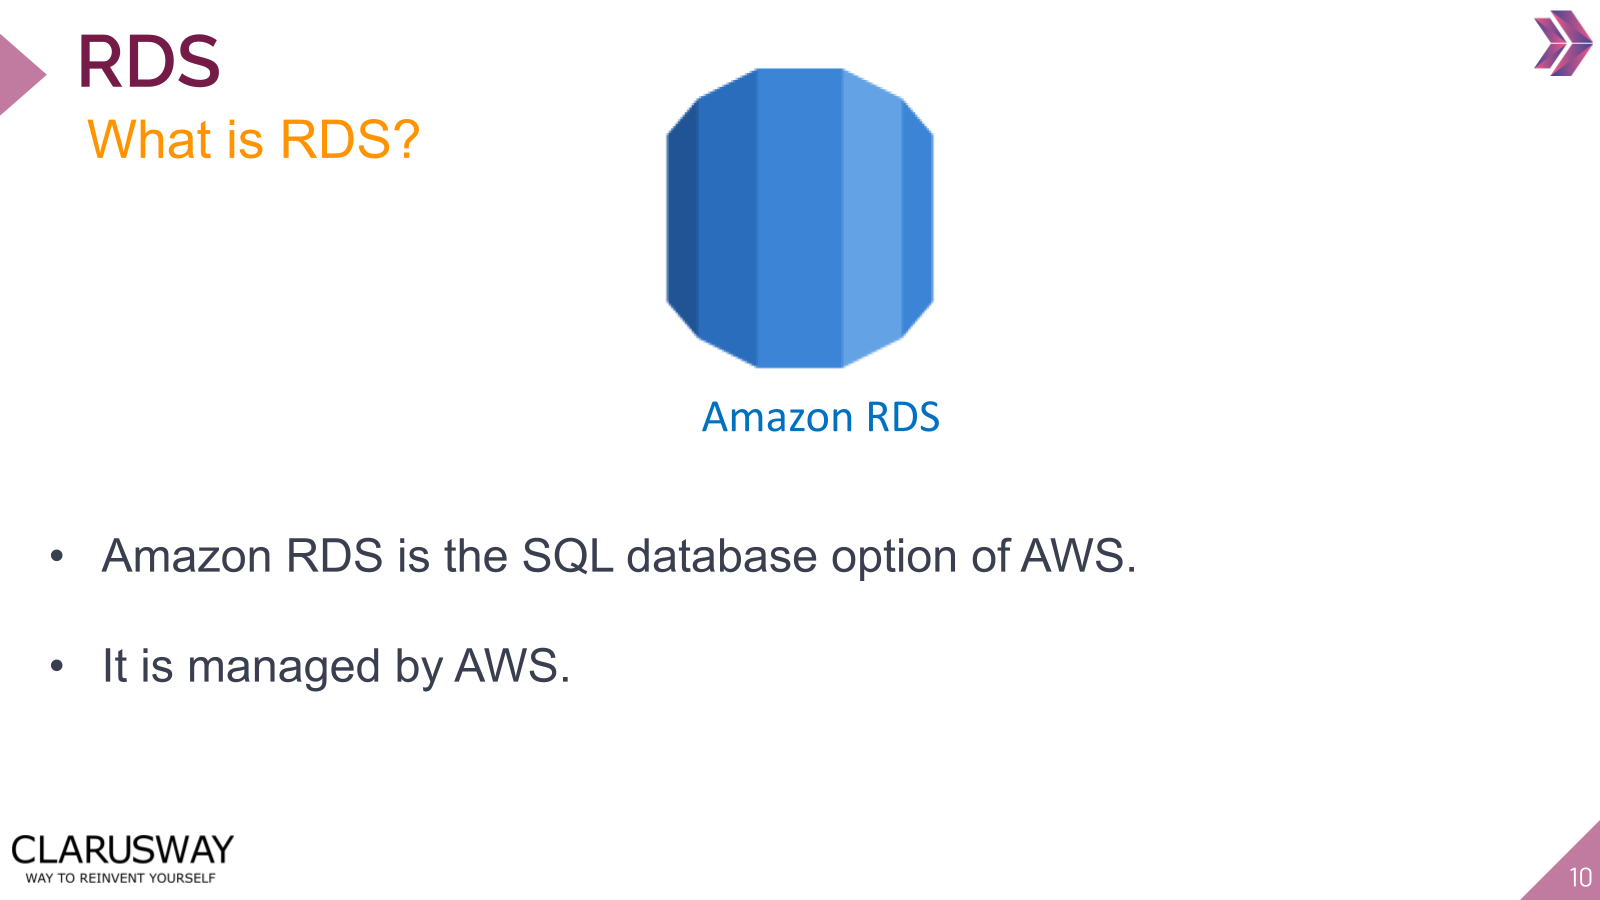 RDS
What is RDS?
Amazon RDS
• Amazon RDS is the SQL database option of AWS.
• It is managed by AWS.
CLARUSWAY
WAY TO REINVENT YOURSELF
10